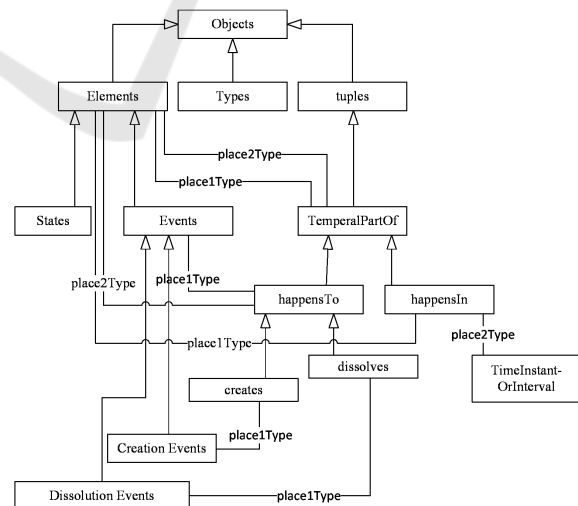 Objects
Elements
Types
tuples
place2Type
place1Type
States
Events
TemperalPartOf
place2Type
place1Type
happensTo
happensIn
place1Type
place2Type
dissolves
TimeInstant-
OrInterval
creates
place1Type
Creation Events
Dissolution Events
place1Type